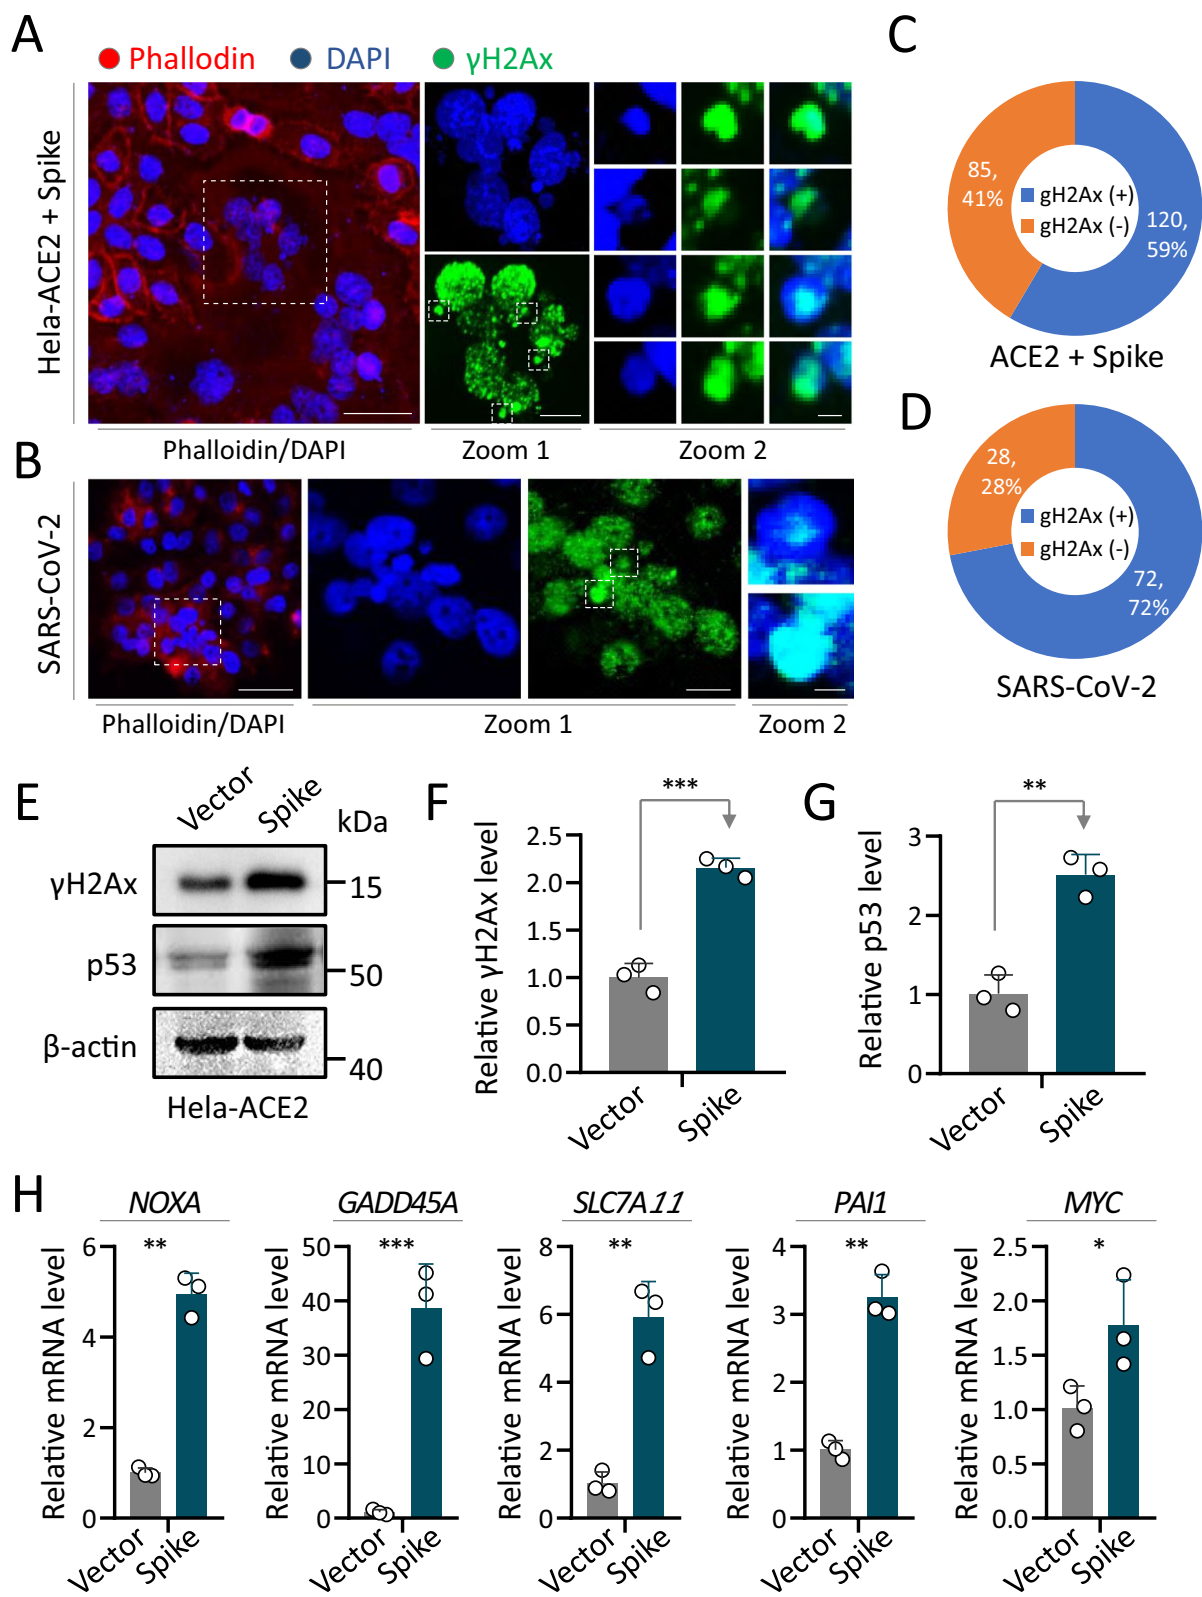 A
Phallodin
DAPI
γH2Ax
Hela-ACE2 + Spike
Phalloidin/DAPI
Zoom 1
Zoom 2
B
SARS-CoV-2
Phalloidin/DAPI
Zoom 1
Zoom 2
C
85,
41%
gH2Ax (+)
gH2Ax (-)
120,
59%
ACE2 + Spike
D
28,
28%
gH2Ax (+)
gH2Ax (-)
72,
72%
SARS-CoV-2
E
Vector
Spike
kDa
γH2Ax
15
p53
50
β-actin
40
Hela-ACE2
F
***
Relative γH2Ax level
2.5
2.0
1.5
1.0
0.5
0.0
Vector
Spike
G
**
Relative p53 level
3
2
1
0
Vector
Spike
H
NOXA
**
Relative mRNA level
6
4
2
0
Vector
Spike
GADD45A
***
Relative mRNA level
50
40
30
20
10
0
Vector
Spike
SLC7A11
**
Relative mRNA level
8
6
4
2
0
Vector
Spike
PAI1
**
Relative mRNA level
4
3
2
1
0
Vector
Spike
MYC
*
Relative mRNA level
2.5
2.0
1.5
1.0
0.5
0.0
Vector
Spike